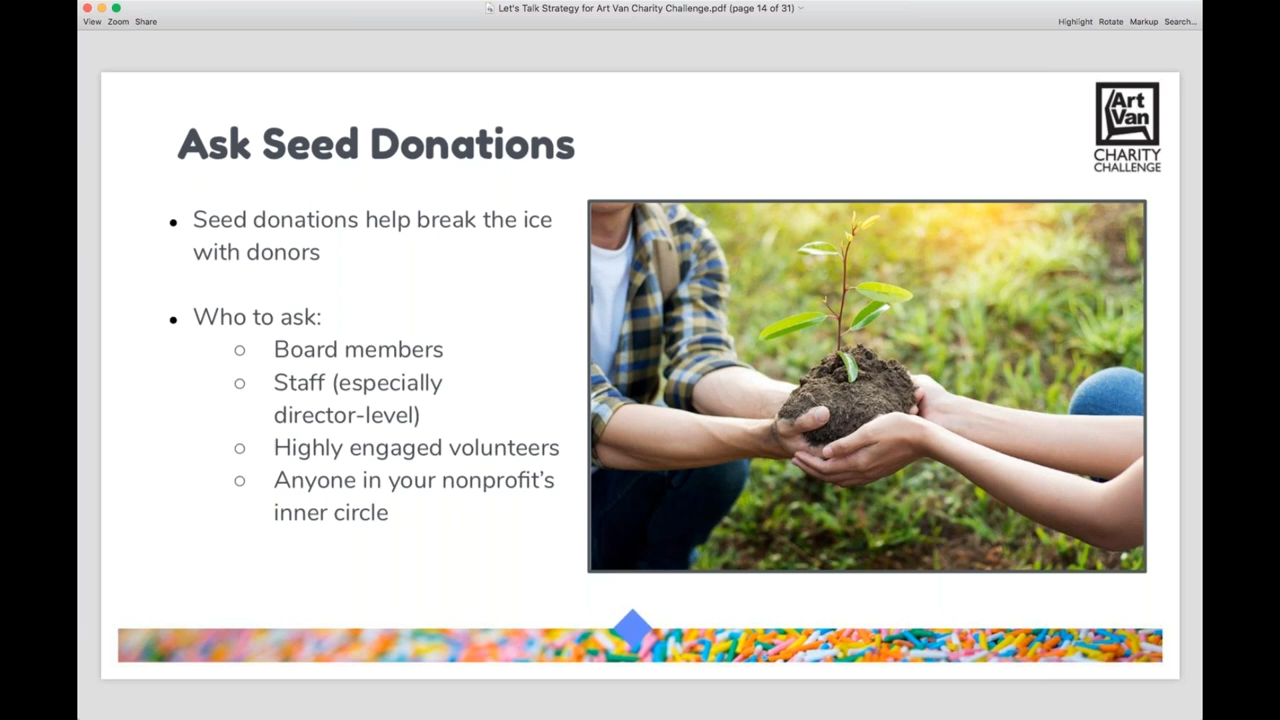 Let's Talk Strategy for Art Van Charity Challenge.pdf (page 14 of 31)
View Zoom Share
Highlight Rotate Markup Search...
Art
Van
CHARITY
CHALLENGE
Ask Seed Donations
• Seed donations help break the ice
with donors
• Who to ask:
○ Board members
○ Staff (especially
director-level)
○ Highly engaged volunteers
○ Anyone in your nonprofit’s
inner circle